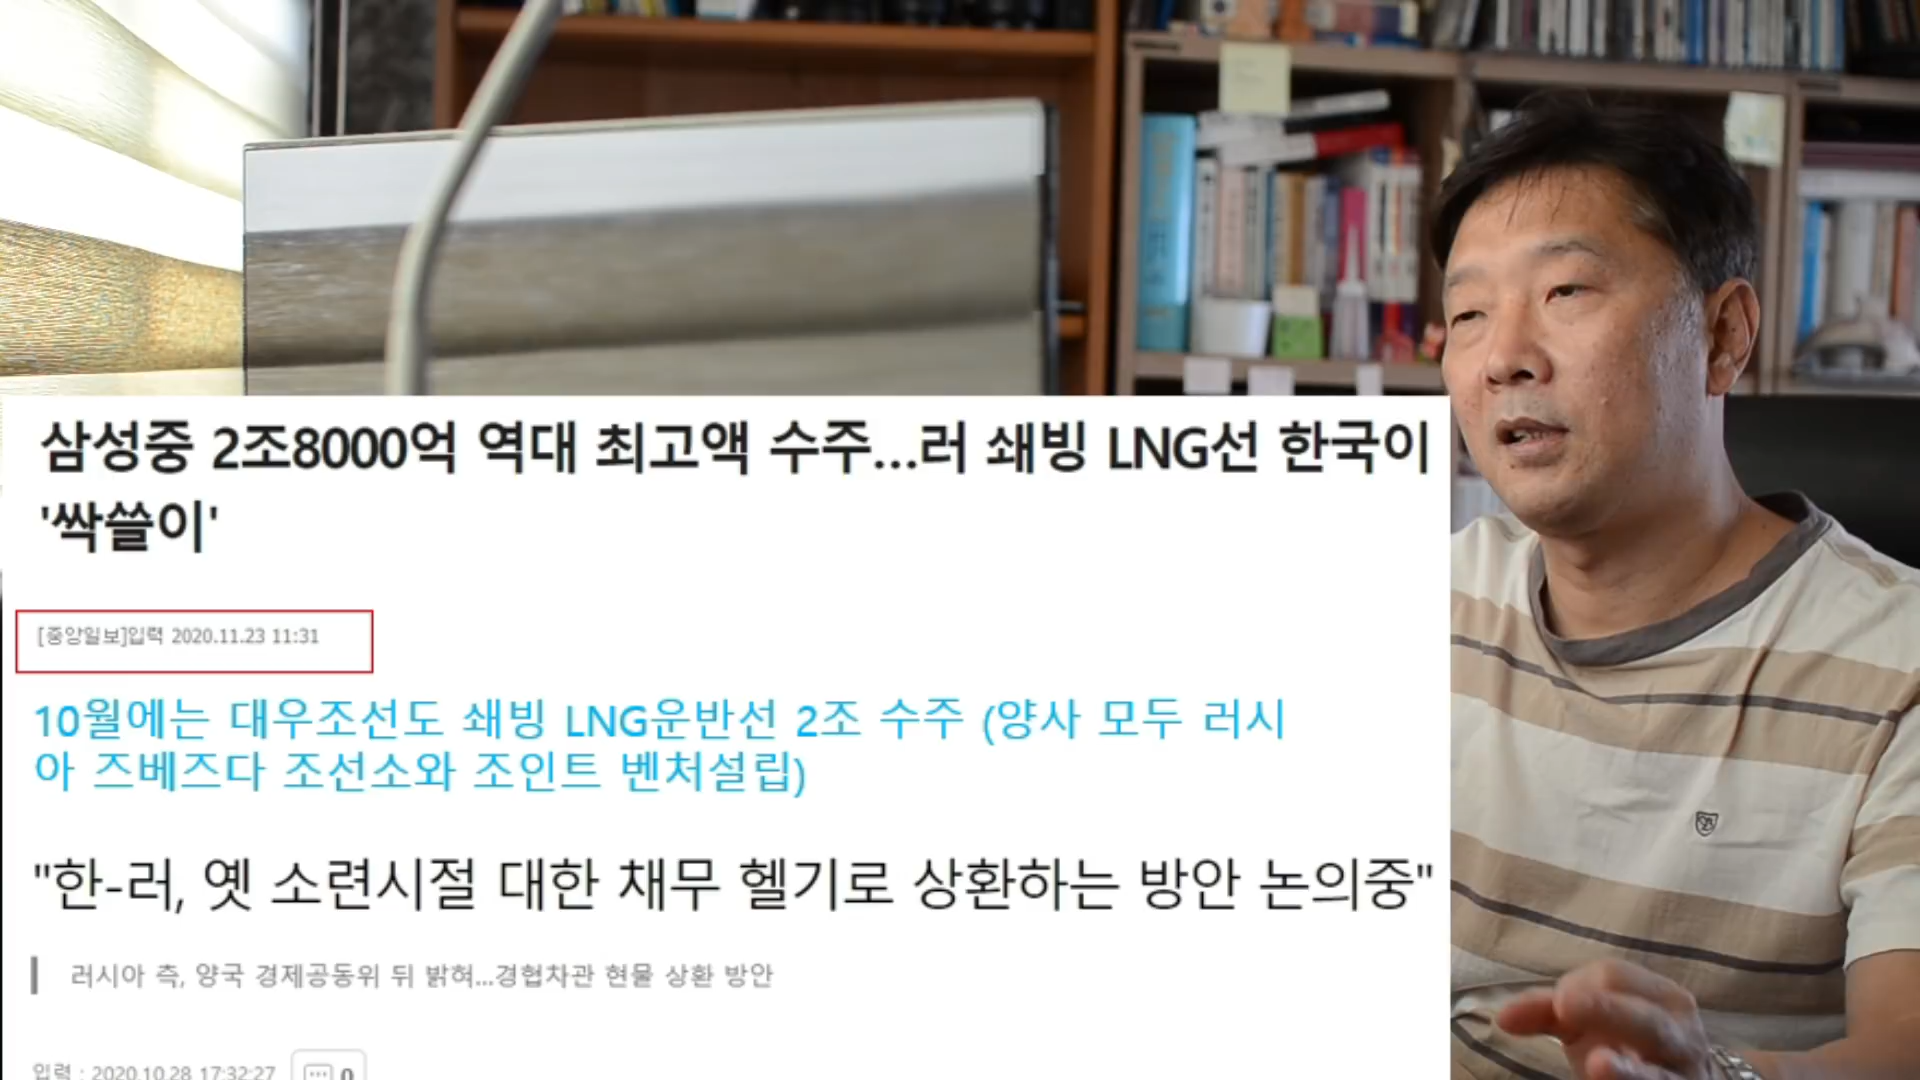 삼성중 2조8000억 역대 최고액 수주...러 쇄빙 LNG선 한국이
'싹쓸이'
[중앙일보]입력 2020.11.23 11:31
10월에는 대우조선도 쇄빙 LNG운반선 2조 수주 (양사 모두 러시
아 즈베즈다 조선소와 조인트 벤처설립)
"한-러, 옛 소련시절 대한 채무 헬기로 상환하는 방안 논의중"
러시아 측, 양국 경제공동위 뒤 밝혀...경협차관 현물 상환 방안
입력 : 2020.10.28 17:32:27 0